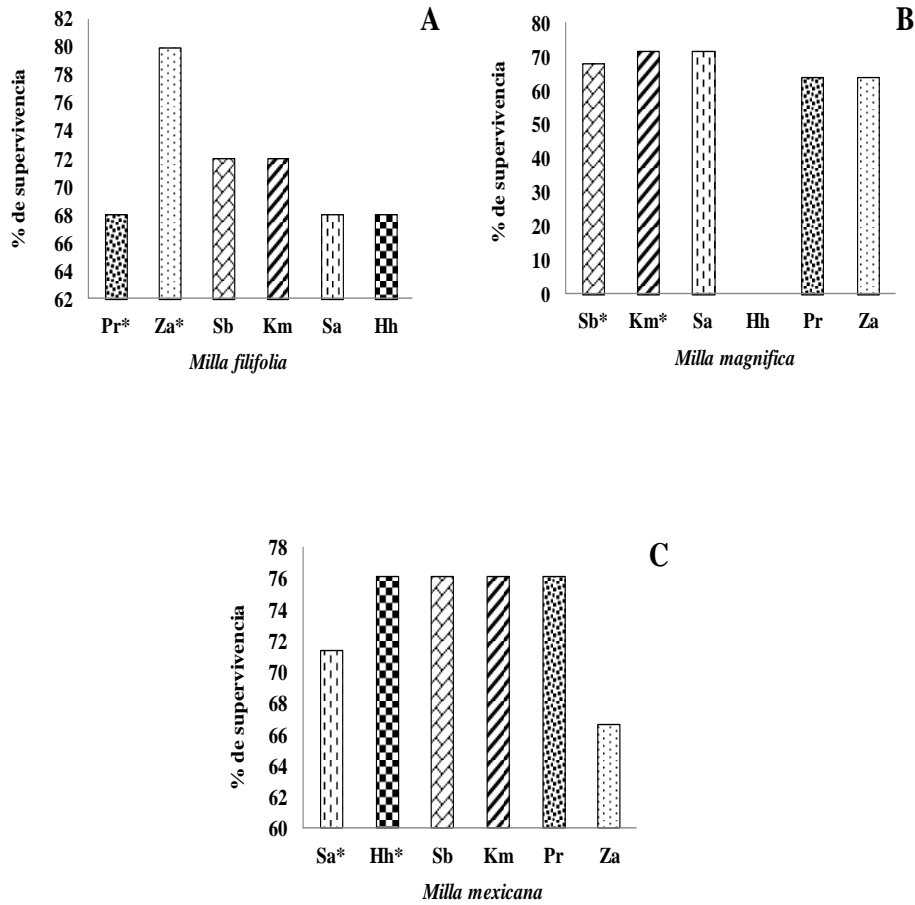 A
% de supervivencia
82
80
78
76
74
72
70
68
66
64
62
Pr* Za* Sb Km Sa Hh
Milla filifolia
B
% de supervivencia
80
70
60
50
40
30
20
10
0
Sb* Km* Sa Hh Pr Za
Milla magnifica
C
% de supervivencia
78
76
74
72
70
68
66
64
62
60
Sa* Hh* Sb Km Pr Za
Milla mexicana